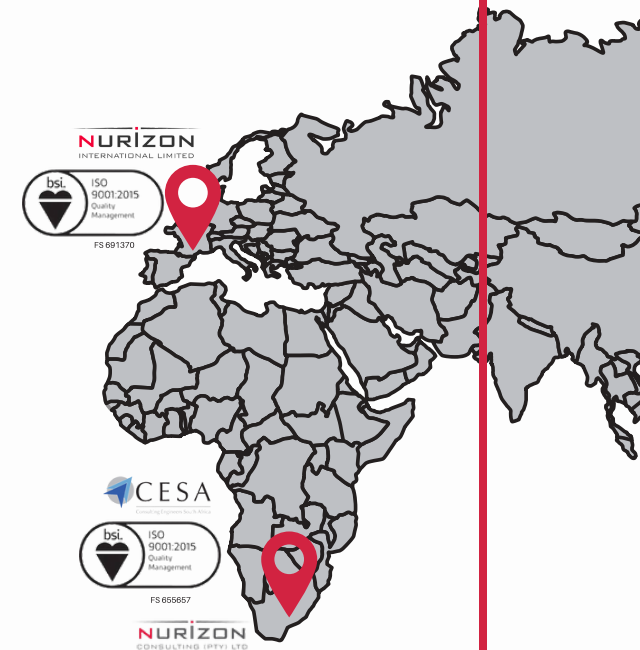 NURIZON
INTERNATIONAL LIMITED
bsi.
ISO
9001:2015
Quality
Management
FS 691370
CESA
bsi.
ISO
9001:2015
Quality
Management
FS 655657
NURIZON
CONSULTING (PTY) LTD